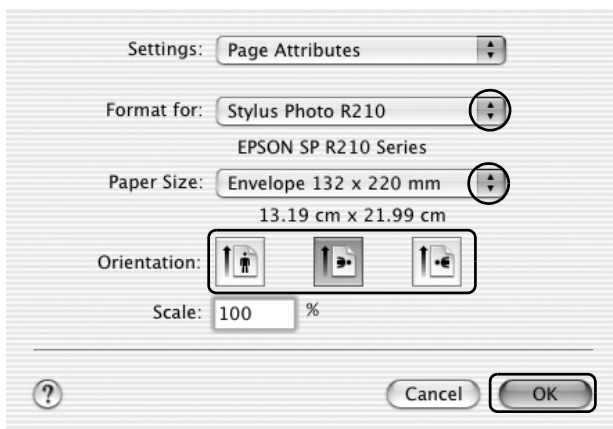 Settings: Page Attributes
Format for: Stylus Photo R210
EPSON SP R210 Series
Paper Size: Envelope 132 x 220 mm
13.19 cm x 21.99 cm
Orientation:
Scale: 100 %
? Cancel OK